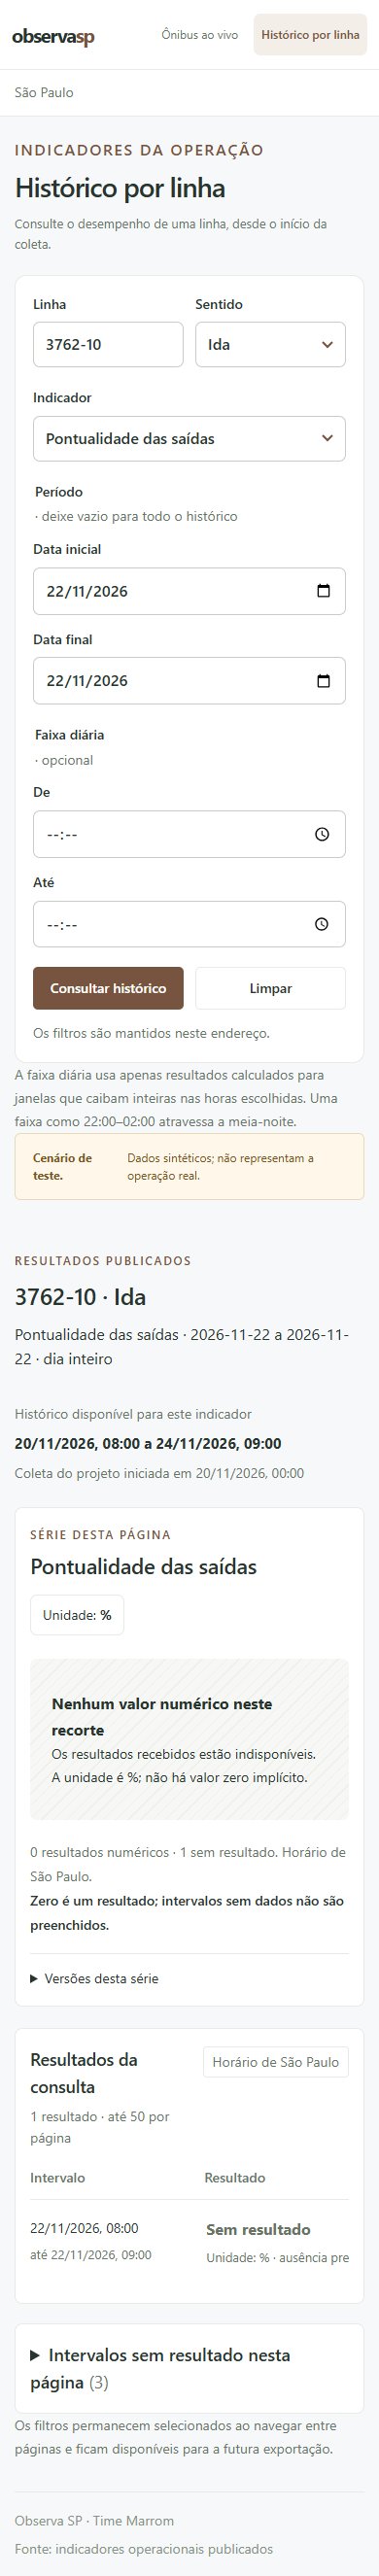 observasp
Ônibus ao vivo
Histórico por linha
São Paulo
INDICADORES DA OPERAÇÃO
Histórico por linha
Consulte o desempenho de uma linha, desde o início da
coleta.
Linha
Sentido
3762-10
Ida
Indicador
Pontualidade das saídas
Período
· deixe vazio para todo o histórico
Data inicial
22/11/2026
Data final
22/11/2026
Faixa diária
· opcional
De
--:--
Até
--:--
Consultar histórico
Limpar
Os filtros são mantidos neste endereço.
A faixa diária usa apenas resultados calculados para
janelas que caibam inteiras nas horas escolhidas. Uma
faixa como 22:00–02:00 atravessa a meia-noite.
Cenário de
teste.
Dados sintéticos; não representam a
operação real.
RESULTADOS PUBLICADOS
3762-10 · Ida
Pontualidade das saídas · 2026-11-22 a 2026-11-
22 · dia inteiro
Histórico disponível para este indicador
20/11/2026, 08:00 a 24/11/2026, 09:00
Coleta do projeto iniciada em 20/11/2026, 00:00
SÉRIE DESTA PÁGINA
Pontualidade das saídas
Unidade: %
Nenhum valor numérico neste
recorte
Os resultados recebidos estão indisponíveis.
A unidade é %; não há valor zero implícito.
0 resultados numéricos · 1 sem resultado. Horário de
São Paulo.
Zero é um resultado; intervalos sem dados não são
preenchidos.
Versões desta série
Resultados da
consulta
Horário de São Paulo
1 resultado · até 50 por
página
Intervalo
Resultado
22/11/2026, 08:00
Sem resultado
até 22/11/2026, 09:00
Unidade: % · ausência pre
Intervalos sem resultado nesta
página (3)
Os filtros permanecem selecionados ao navegar entre
páginas e ficam disponíveis para a futura exportação.
Observa SP · Time Marrom
Fonte: indicadores operacionais publicados